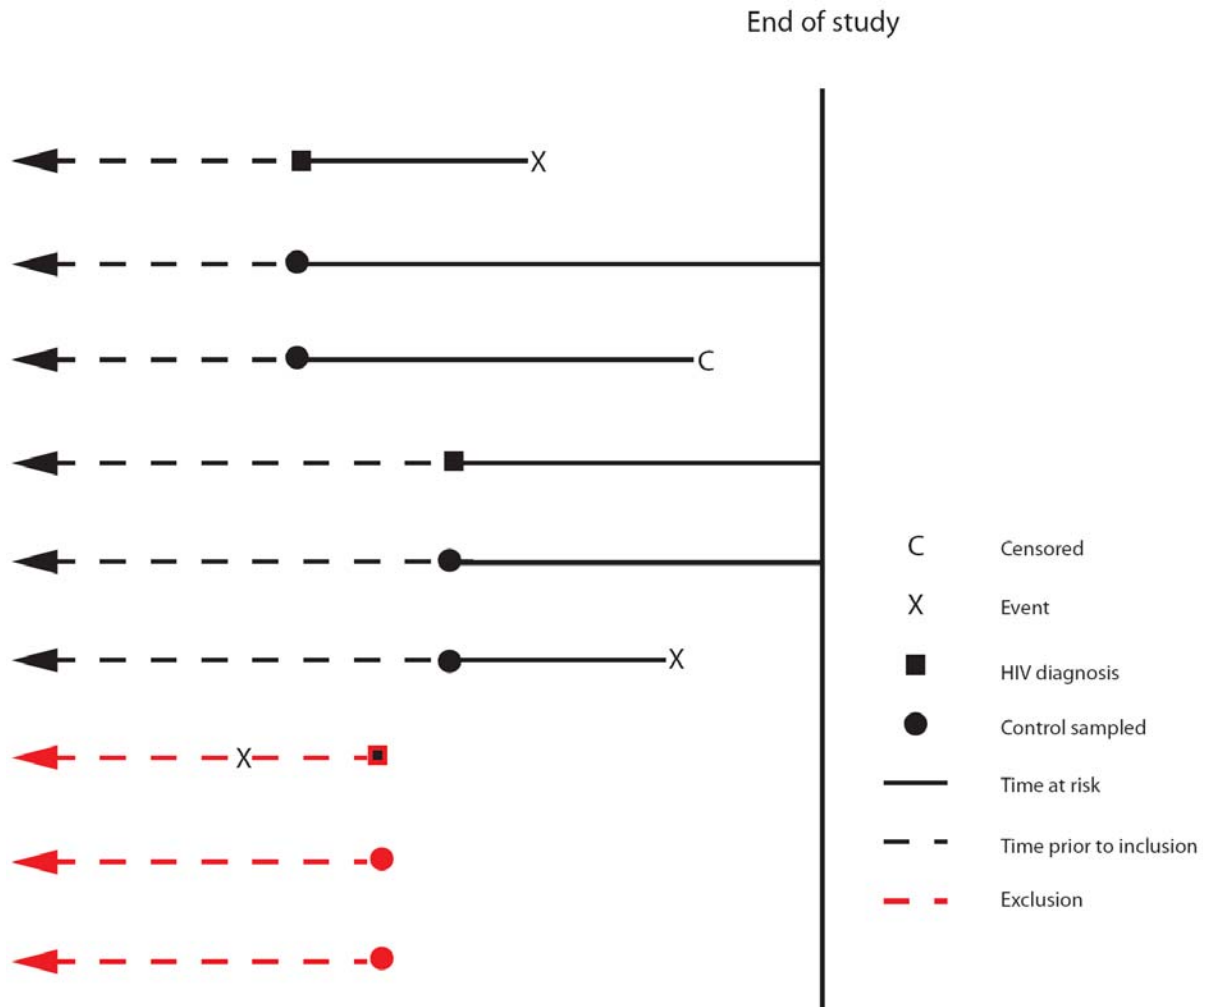 End of study
X
C
X
X
C Censored
X Event
HIV diagnosis
Control sampled
Time at risk
Time prior to inclusion
Exclusion